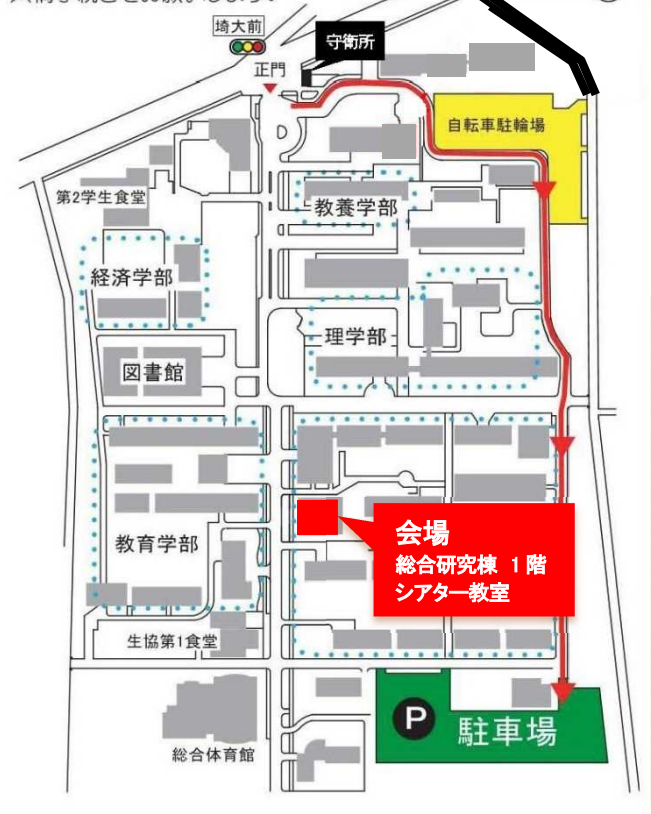 埼大前
守衛所
正門
自転車駐輪場
第2学生食堂
教養学部
経済学部
理学部
図書館
会場
総合研究棟 1階
シアター教室
教育学部
生協第1食堂
P
駐車場
総合体育館